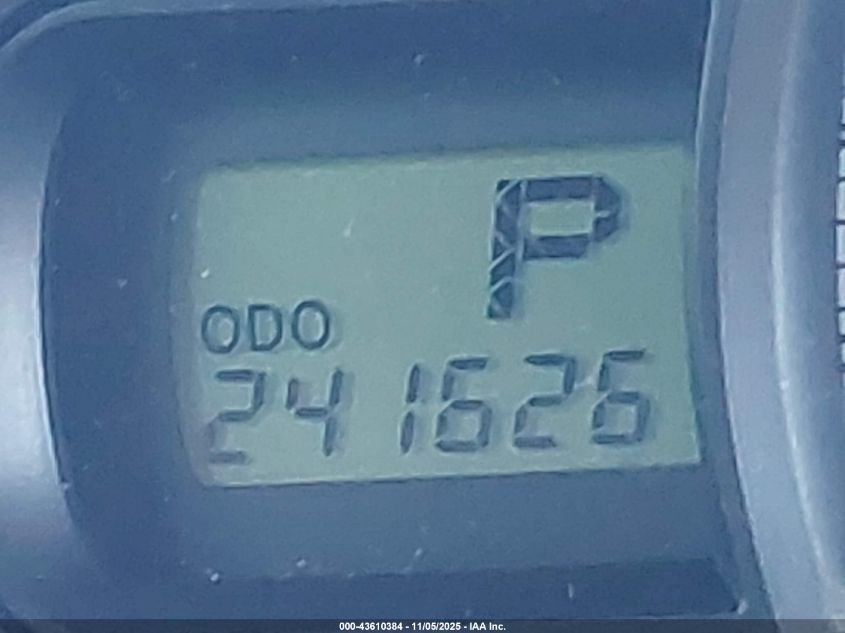 P
ODO
241626
000-43610384 - 11/05/2025 - IAA Inc.